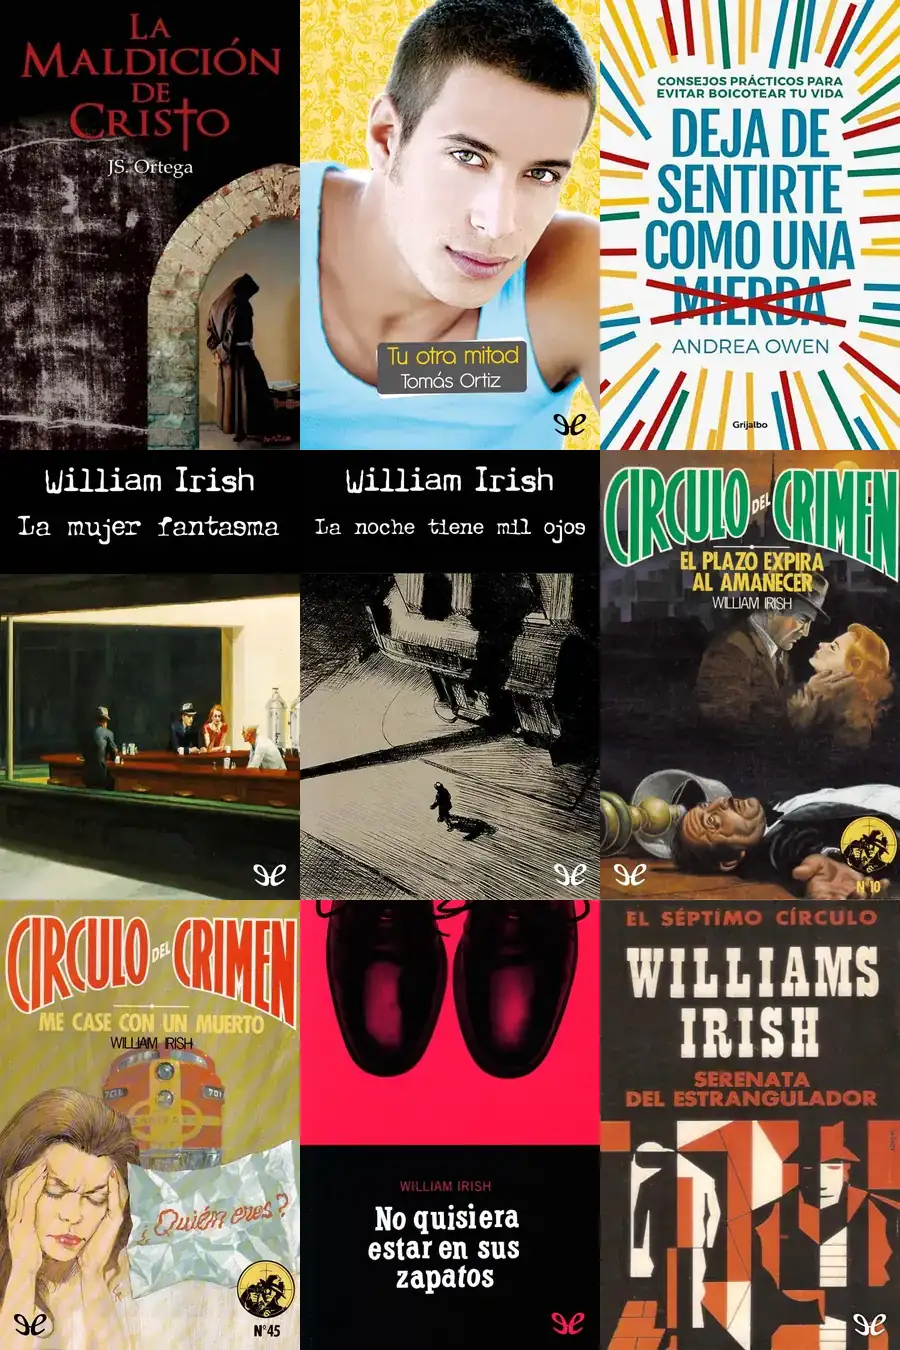 LA
MALDICIÓN
DE
CRISTO
JS. Ortega
Tu otra mitad
Tomás Ortiz
CONSEJOS PRÁCTICOS PARA
EVITAR BOICOTEAR TU VIDA
DEJA DE
SENTIRTE
COMO UNA
MIERDA
ANDREA OWEN
Grijalbo
William Irish
La mujer fantasma
William Irish
La noche tiene mil ojos
CIRCULO DEL CRIMEN
EL PLAZO EXPIRA
AL AMANECER
WILLIAM IRISH
N°10
CIRCULO DEL CRIMEN
ME CASE CON UN MUERTO
WILLIAM IRISH
701
¿Quién eres?
N°45
WILLIAM IRISH
No quisiera
estar en sus
zapatos
EL SÉPTIMO CÍRCULO
WILLIAMS
IRISH
SERENATA
DEL ESTRANGULADOR